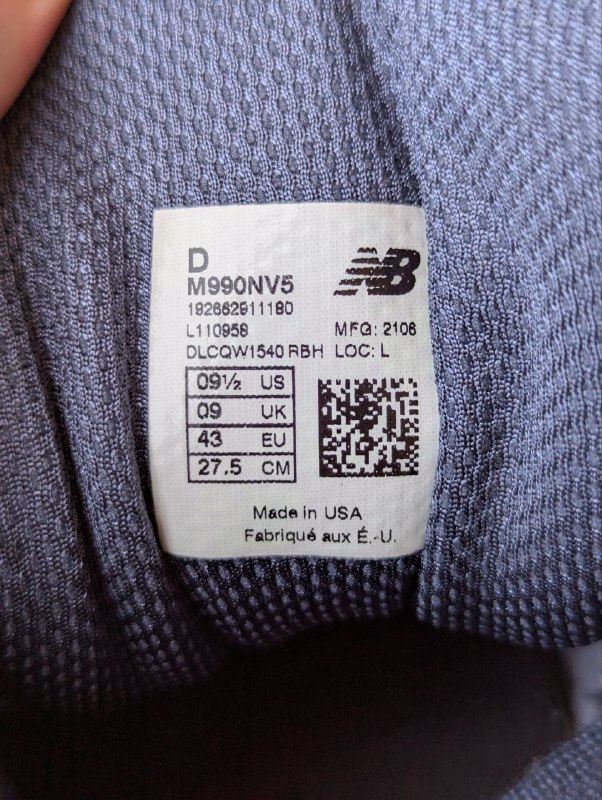 D
M990NV5
NB
192662911180
L110958 MFG: 2106
DLCQW1540 RBH LOC: L
09½ US
09 UK
43 EU
27.5 CM
Made in USA
Fabriqué aux É.-U.